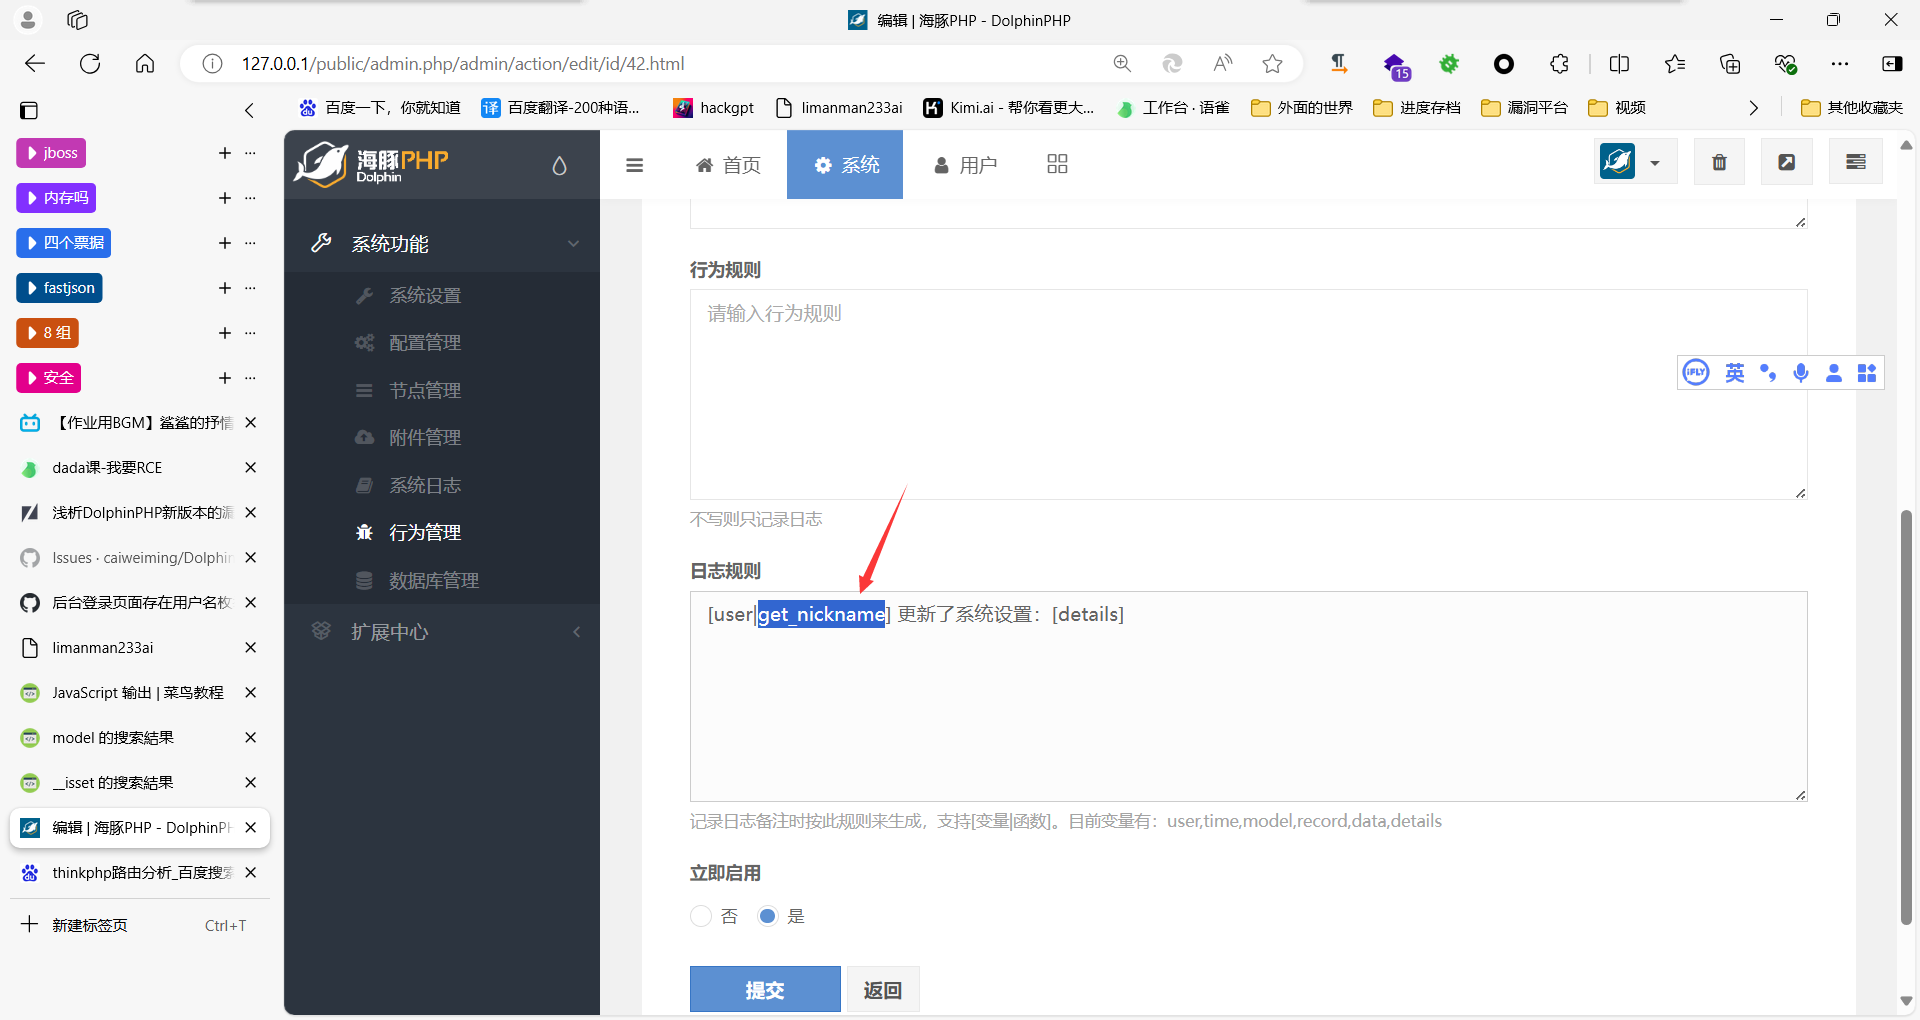 编辑 | 海豚PHP - DolphinPHP
127.0.0.1/public/admin.php/admin/action/edit/id/42.html
15
百度一下，你就知道
译 百度翻译-200种语...
hackgpt
limanman233ai
Kimi.ai - 帮你看更大...
工作台 · 语雀
外面的世界
进度存档
漏洞平台
视频
其他收藏夹
jboss
内存吗
四个票据
fastjson
8 组
安全
【作业用BGM】鲨鲨的抒情
dada课-我要RCE
浅析DolphinPHP新版本的漏
Issues · caiweiming/Dolphin
后台登录页面存在用户名枚
limanman233ai
JavaScript 输出 | 菜鸟教程
model 的搜索結果
__isset 的搜索結果
编辑 | 海豚PHP - DolphinPH
thinkphp路由分析_百度搜索
新建标签页 Ctrl+T
海豚PHP
Dolphin
首页
系统
用户
系统功能
系统设置
配置管理
节点管理
附件管理
系统日志
行为管理
数据库管理
扩展中心
行为规则
请输入行为规则
iFLY 英
不写则只记录日志
日志规则
[user|get_nickname] 更新了系统设置：[details]
记录日志备注时按此规则来生成，支持[变量|函数]。目前变量有：user,time,model,record,data,details
立即启用
否 是
提交 返回